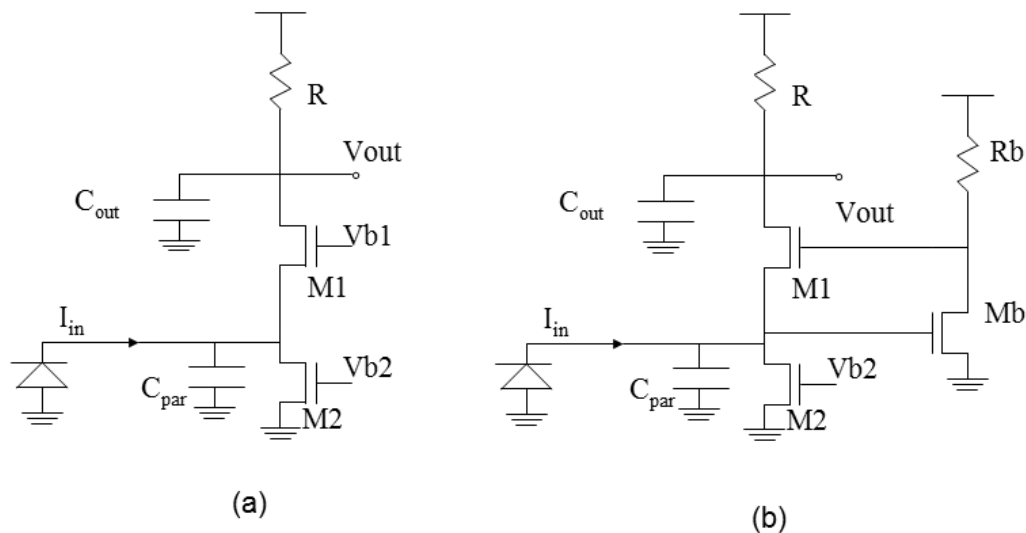 R
Vout
Cout
Vb1
M1
Iin
Cpar
Vb2
M2
(a)
R
Rb
Cout
Vout
M1
Mb
Iin
Cpar
Vb2
M2
(b)